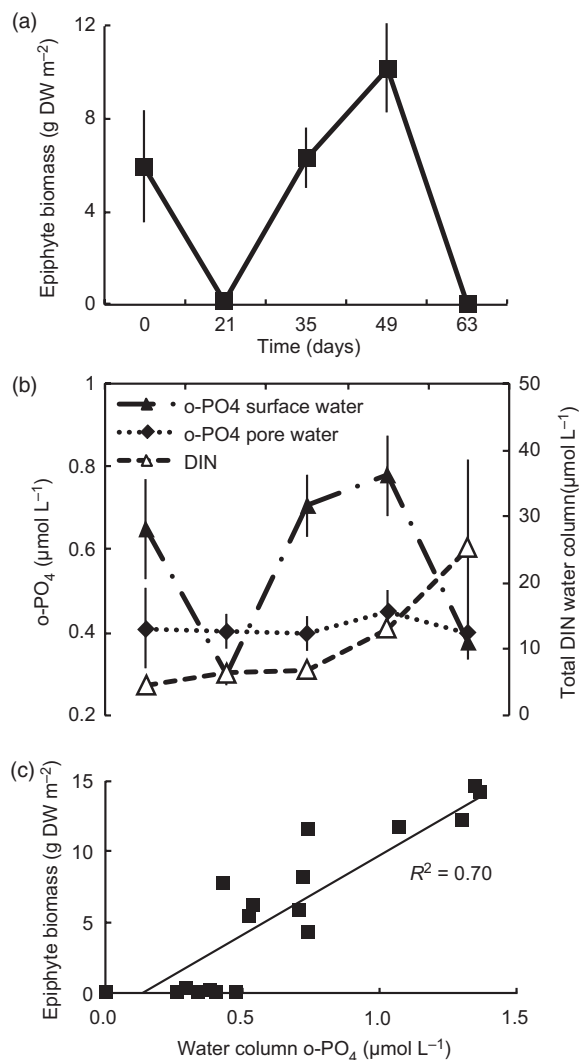 (a)
12
8
4
0
Epiphyte biomass (g DW m⁻²)
0 21 35 49 63
Time (days)
(b)
1
0.8
0.6
0.4
0.2
o-PO₄ (µmol L⁻¹)
o-PO4 surface water
o-PO4 pore water
DIN
50
40
30
20
10
0
Total DIN water column(µmol L⁻¹)
(c)
15
10
5
0
Epiphyte biomass (g DW m⁻²)
R² = 0.70
0.0 0.5 1.0 1.5
Water column o-PO₄ (µmol L⁻¹)